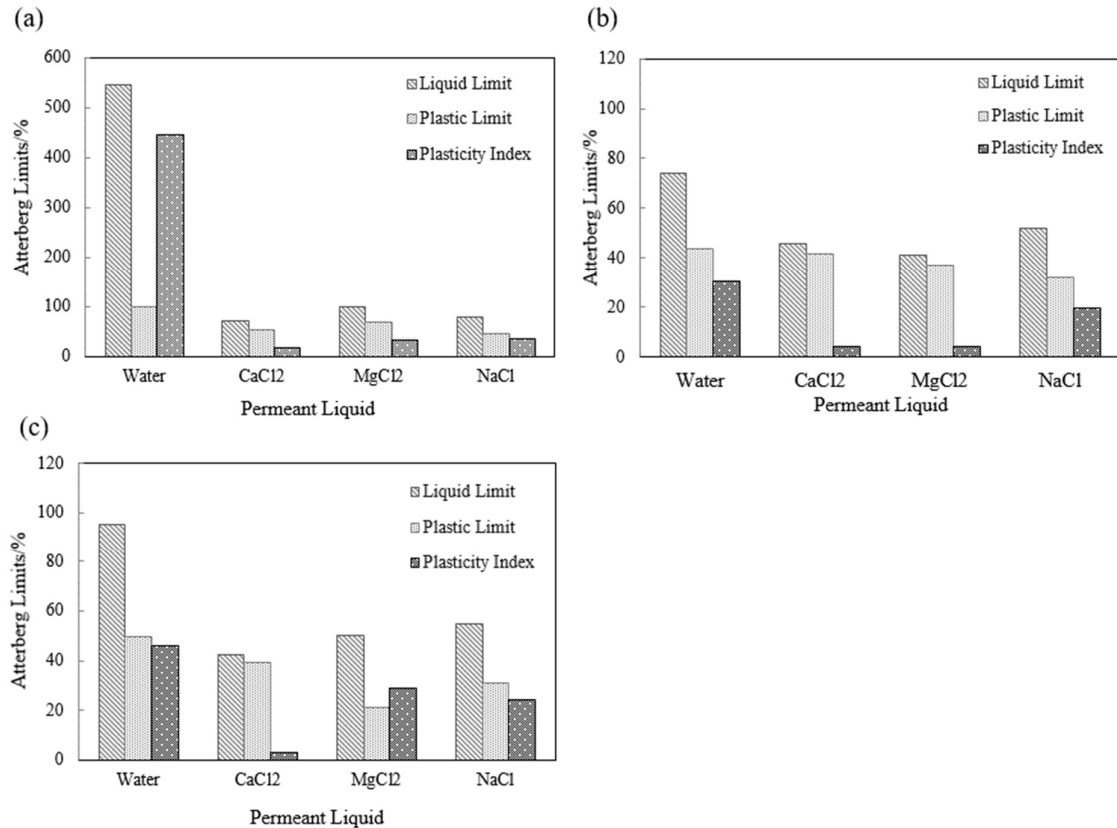 (a)
600
500
400
300
200
100
0
Atterberg Limits/%
Liquid Limit
Plastic Limit
Plasticity Index
Water CaCl2 MgCl2 NaCl
Permeant Liquid
(b)
120
100
80
60
40
20
0
Atterberg Limits/%
Liquid Limit
Plastic Limit
Plasticity Index
Water CaCl2 MgCl2 NaCl
Permeant Liquid
(c)
120
100
80
60
40
20
0
Atterberg Limits/%
Liquid Limit
Plastic Limit
Plasticity Index
Water CaCl2 MgCl2 NaCl
Permeant Liquid